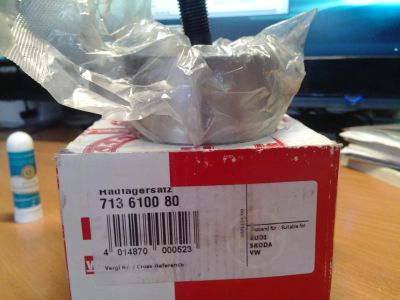 Radlagersatz
713 6100 80
4 014870 000523
Vergl Nr. / Cross Reference
Passend für / Suitable for
AUDI
SKODA
VW